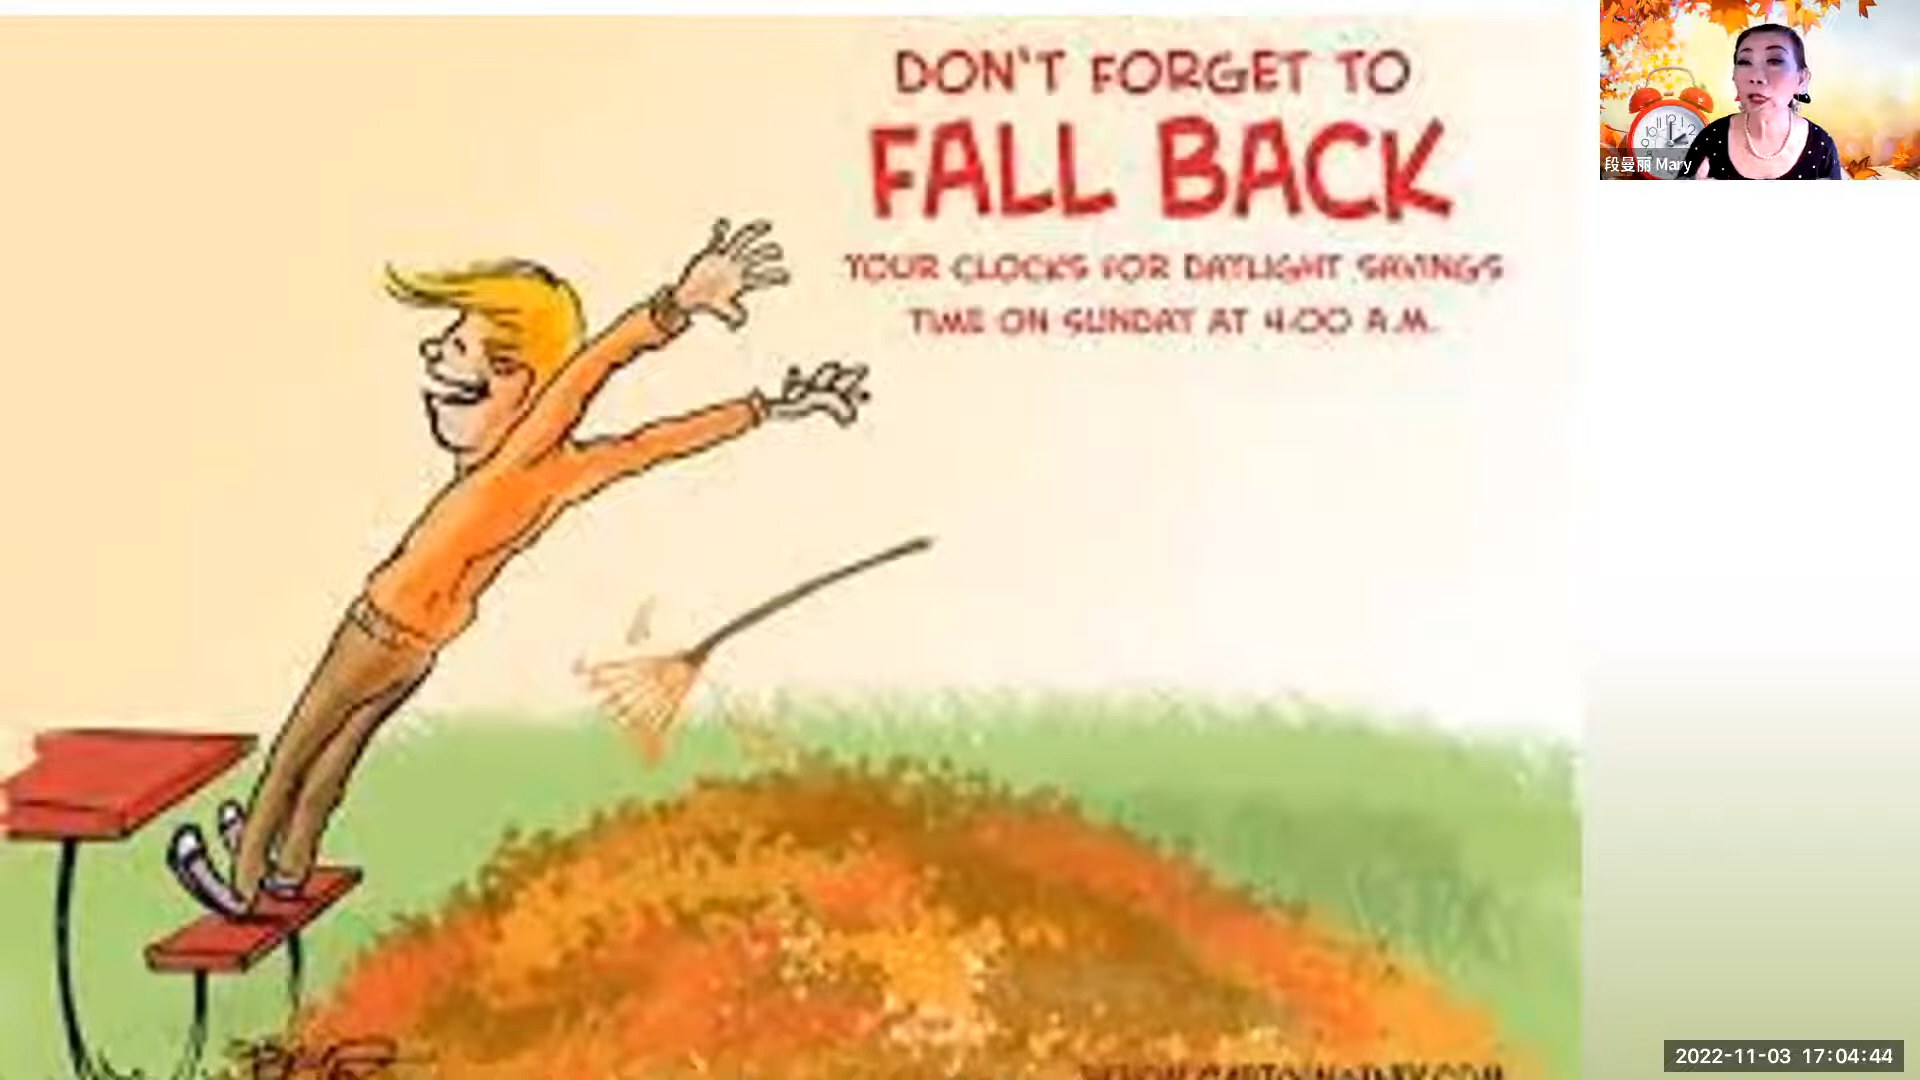 DON'T FORGET TO
FALL BACK
YOUR CLOCKS FOR DAYLIGHT SAVINGS
TIME ON SUNDAY AT 4:00 A.M.
段曼丽 Mary
2022-11-03 17:04:44